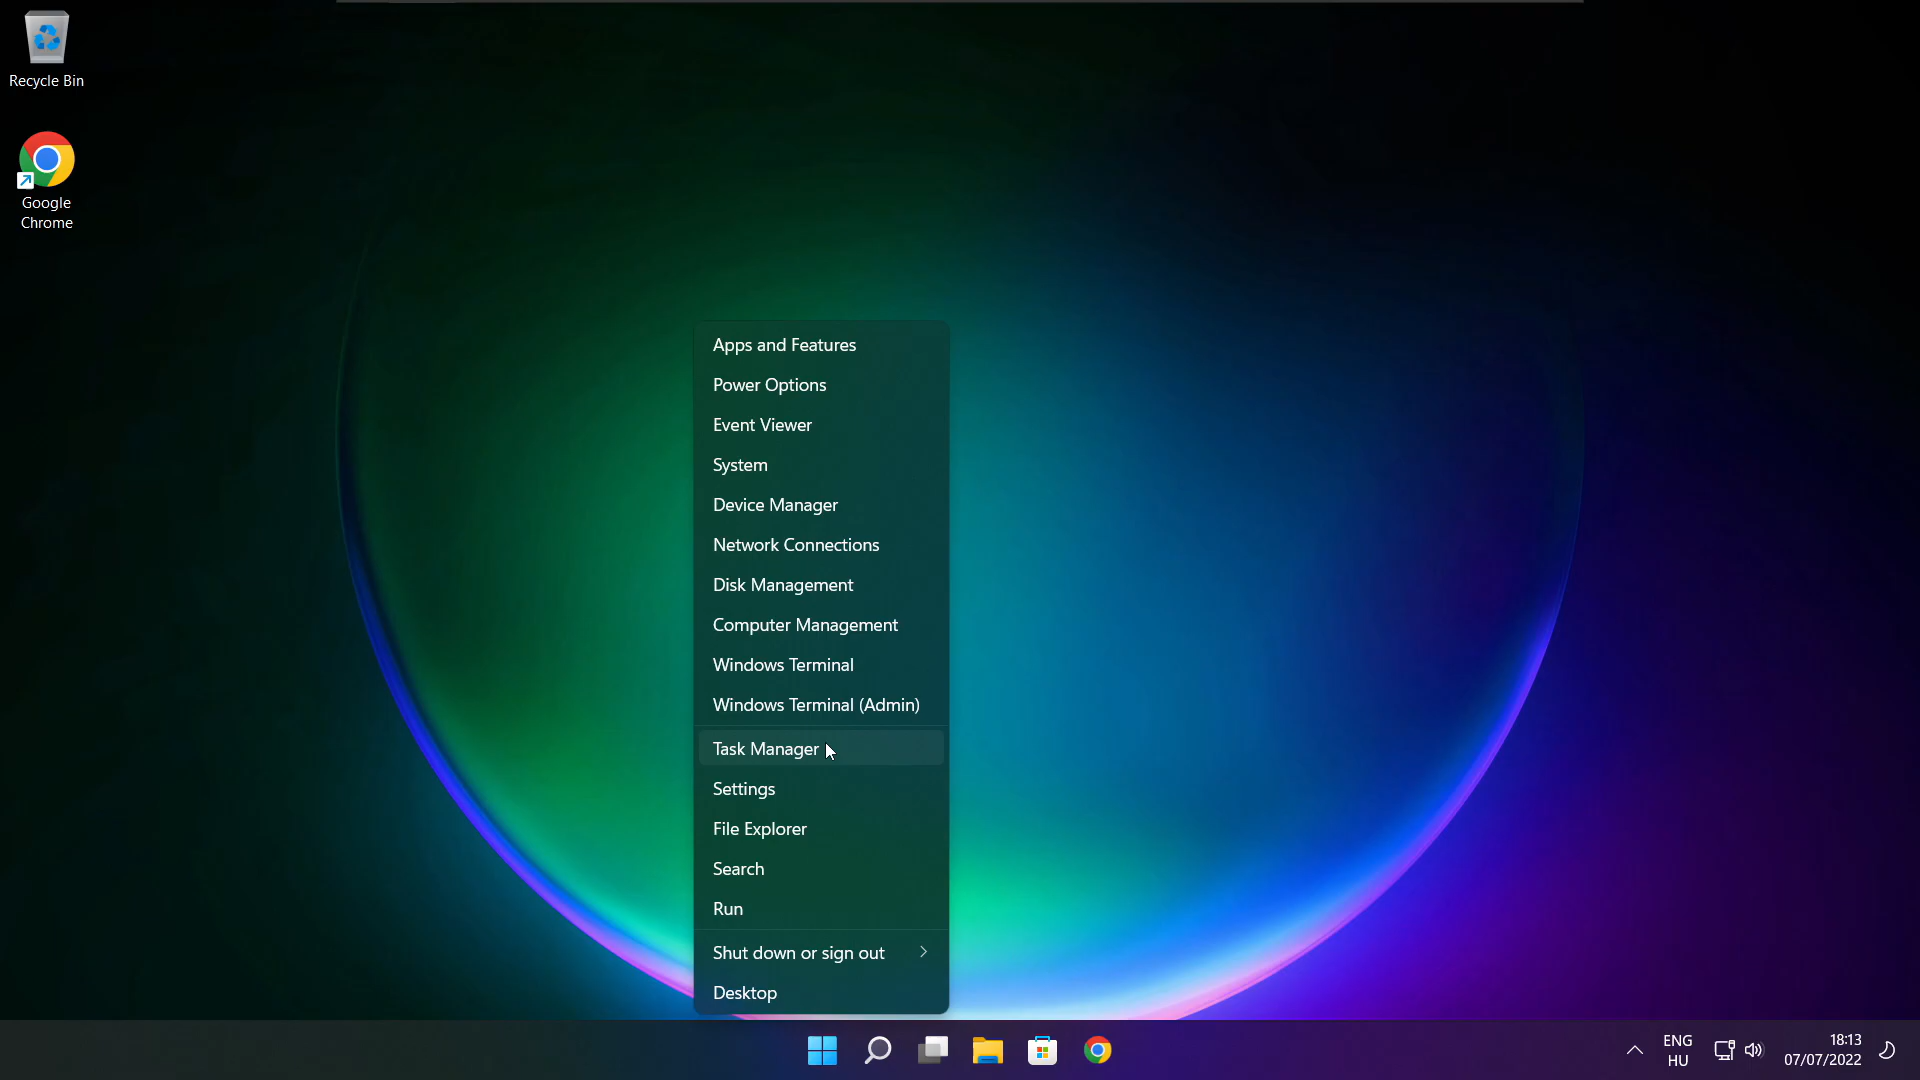 Recycle Bin
Google
Chrome
Apps and Features
Power Options
Event Viewer
System
Device Manager
Network Connections
Disk Management
Computer Management
Windows Terminal
Windows Terminal (Admin)
Task Manager
Settings
File Explorer
Search
Run
Shut down or sign out
Desktop
ENG
HU
18:13
07/07/2022